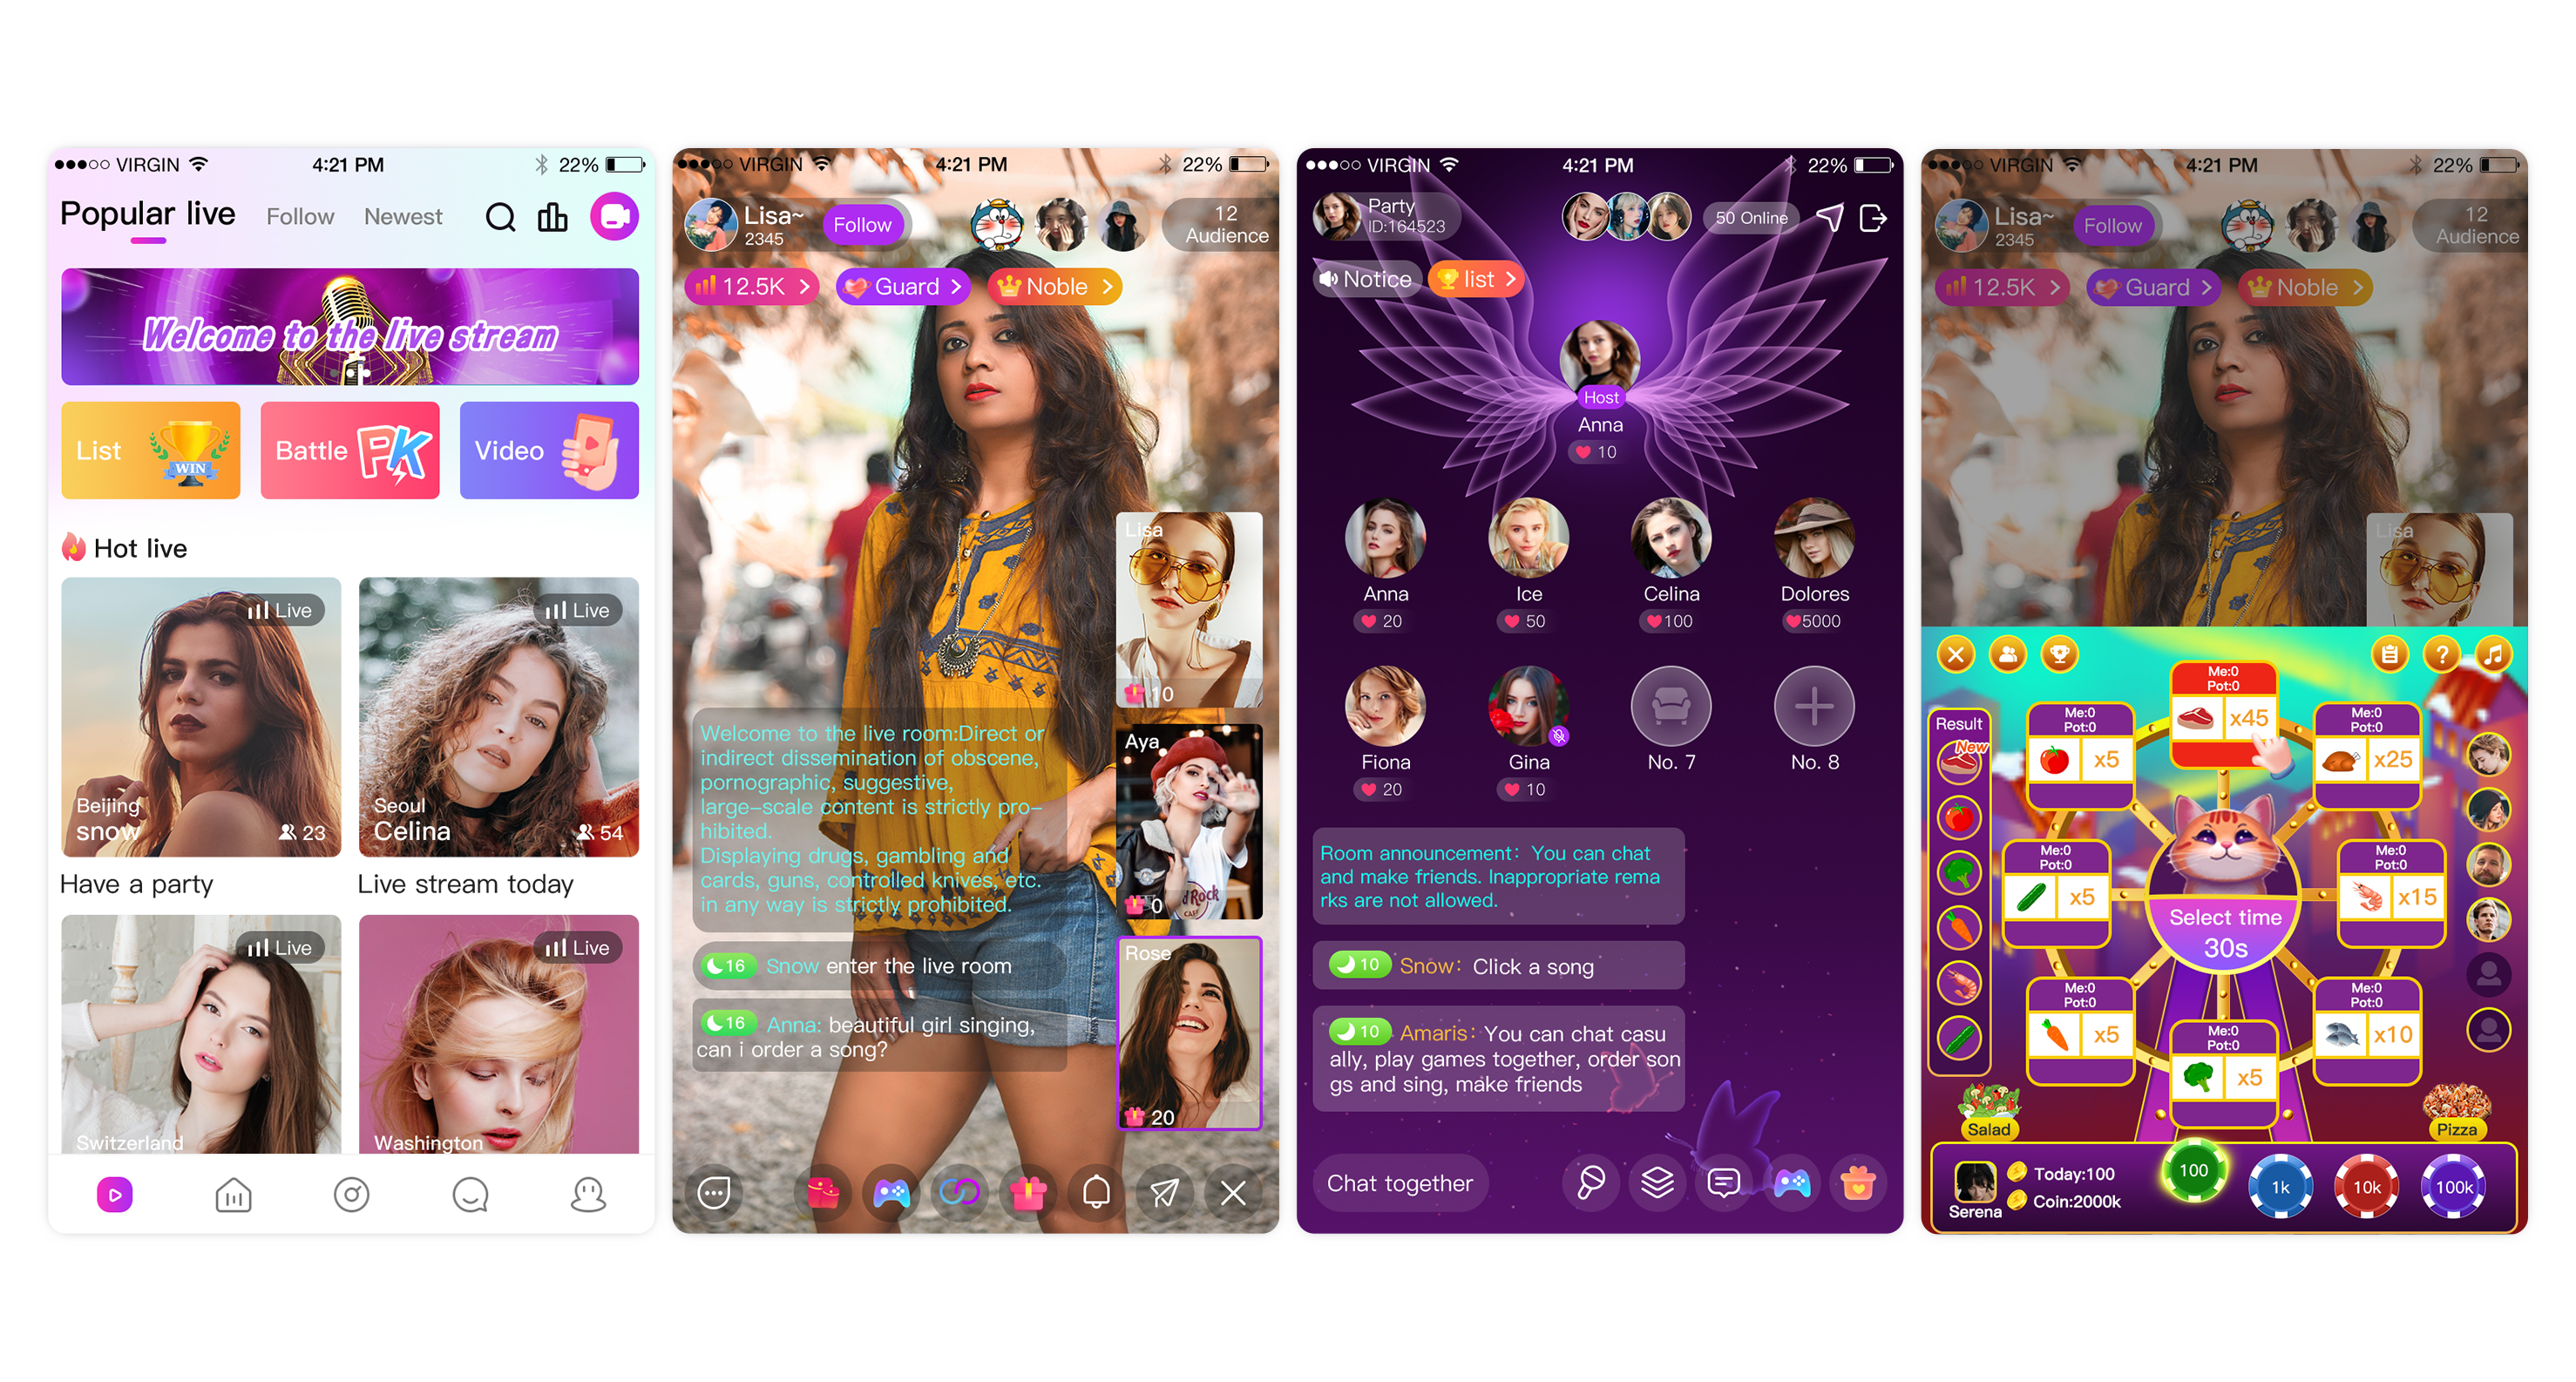 VIRGIN 4:21 PM 22%
Popular live Follow Newest
Welcome to the live stream
List WIN
Battle PK
Video
Hot live
Live
Beijing
snow 23
Have a party
Live
Seoul
Celina 54
Live stream today
Live
Switzerland
Live
Washington
VIRGIN 4:21 PM 22%
Lisa~
2345
Follow
12
Audience
12.5K
Guard
Noble
Lisa
10
Aya
d Rock
CAFE
0
Rose
20
Welcome to the live room:Direct or
indirect dissemination of obscene,
pornographic, suggestive,
large-scale content is strictly pro-
hibited.
Displaying drugs, gambling and
cards, guns, controlled knives, etc.
in any way is strictly prohibited.
16 Snow enter the live room
16 Anna: beautiful girl singing,
can i order a song?
VIRGIN 4:21 PM 22%
Party
ID:164523
50 Online
Notice
list
Host
Anna
10
Anna Ice Celina Dolores
20 50 100 5000
Fiona Gina No. 7 No. 8
20 10
Room announcement: You can chat
and make friends. Inappropriate rema
rks are not allowed.
10 Snow: Click a song
10 Amaris: You can chat casu
ally, play games together, order son
gs and sing, make friends
Chat together
VIRGIN 4:21 PM 22%
Lisa~
2345
Follow
12
Audience
12.5K
Guard
Noble
Lisa
?
Result
New
Me:0
Pot:0
x45
Me:0
Pot:0
x5
Me:0
Pot:0
x25
Me:0
Pot:0
x5
Me:0
Pot:0
x15
Select time
30s
Me:0
Pot:0
x5
Me:0
Pot:0
x10
Me:0
Pot:0
x5
Salad
Pizza
Serena
Today:100
Coin:2000k
100
1k
10k
100k